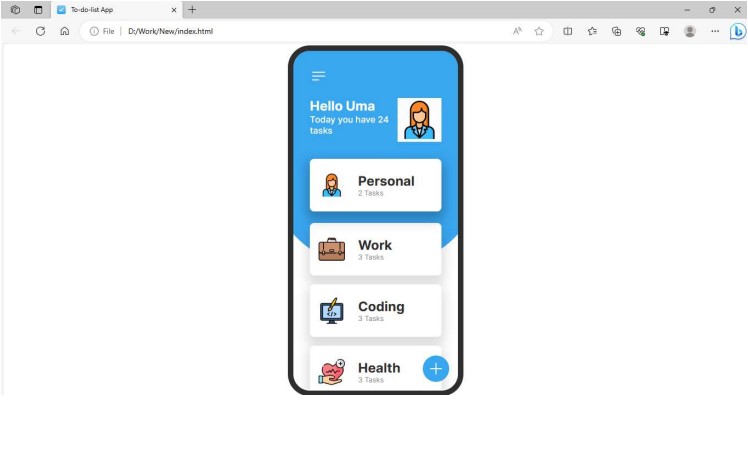 To-do-list App
File
D:/Work/New/index.html
Hello Uma
Today you have 24
tasks
Personal
2 Tasks
Work
3 Tasks
Coding
3 Tasks
Health
3 Tasks